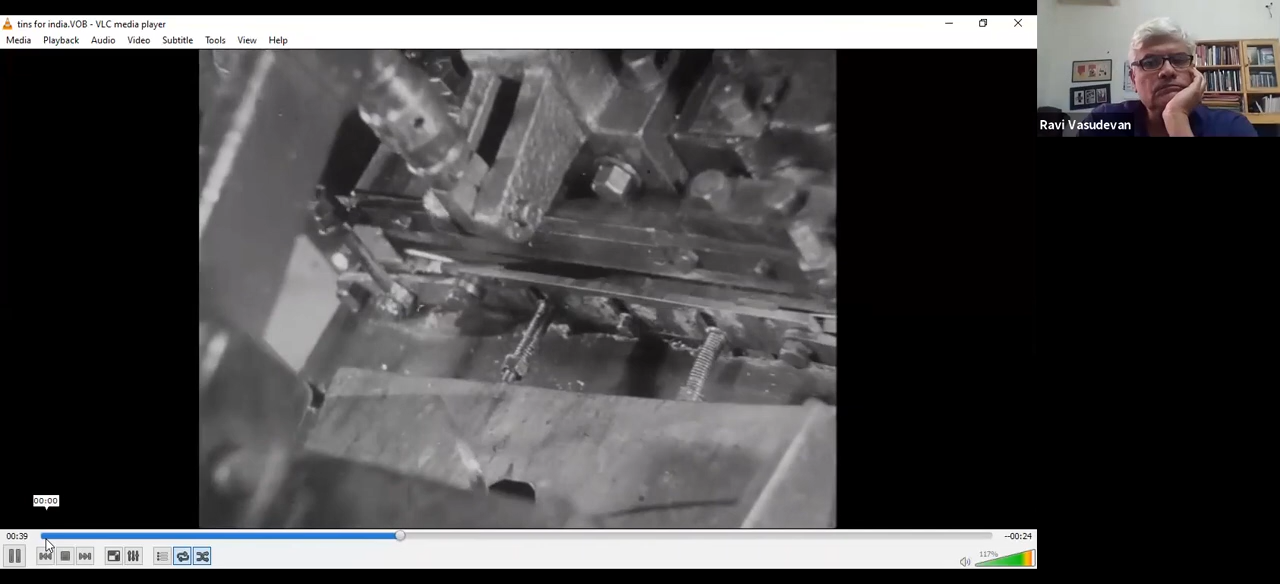 tins for india.VOB - VLC media player
Media Playback Audio Video Subtitle Tools View Help
Ravi Vasudevan
00:00
00:39
--00:24
117%